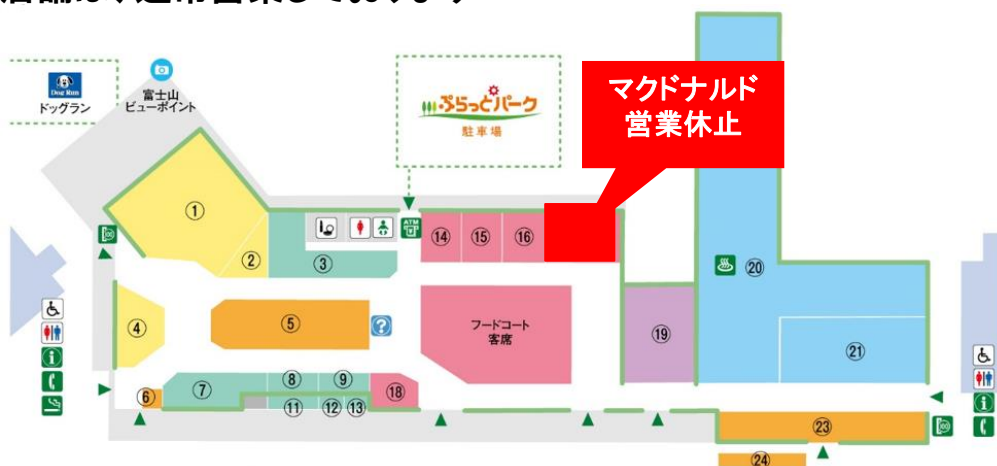 店舗は、通常営業しております
Dog Run
ドッグラン
富士山
ビューポイント
ぷらっとパーク
駐車場
マクドナルド
営業休止
ATM
①
②
③
④
⑤
⑥
⑦
⑧
⑨
⑪
⑫
⑬
⑭
⑮
⑯
⑱
⑲
⑳
㉑
㉓
㉔
フードコート
客席
?
i
i